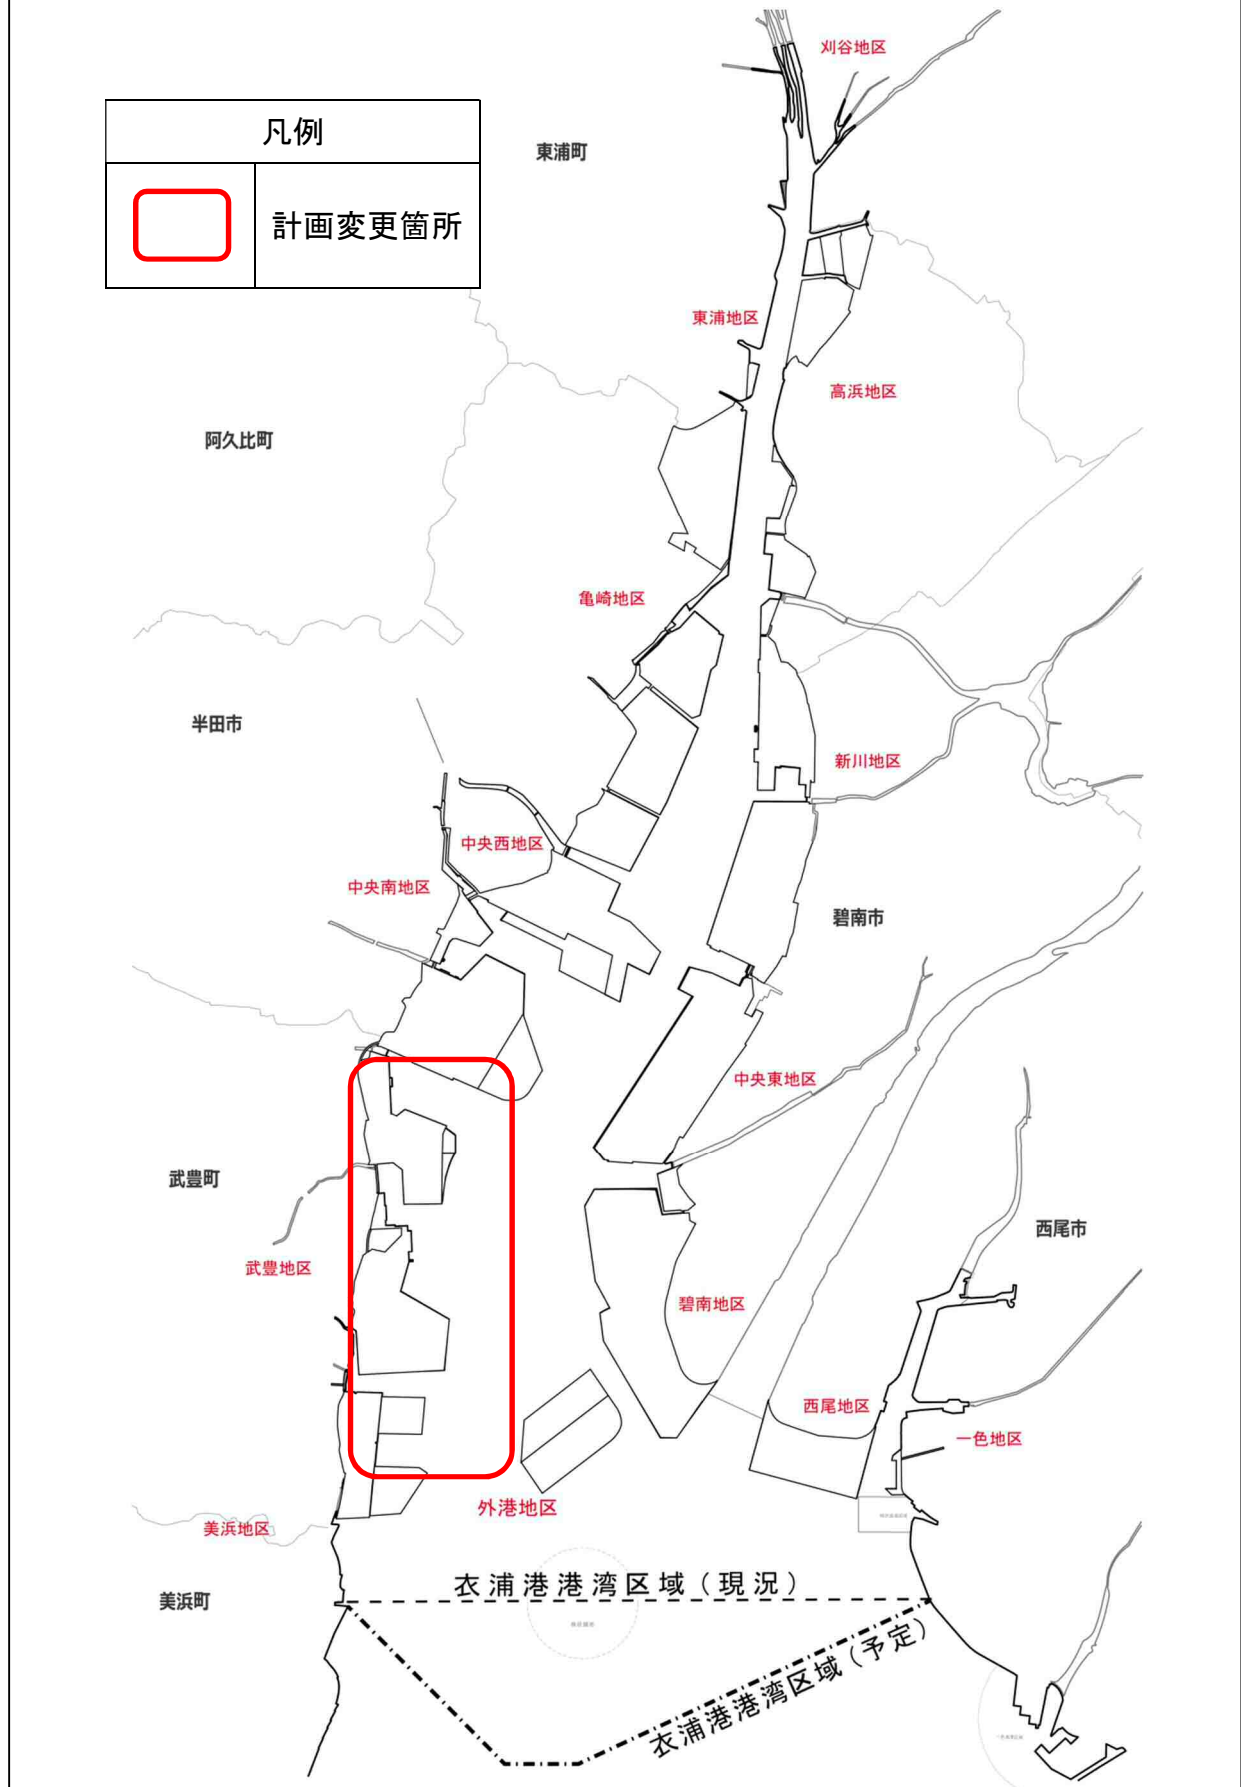 刈谷地区
凡例
東浦町
計画変更箇所
東浦地区
高浜地区
阿久比町
亀崎地区
半田市
新川地区
中央西地区
中央南地区
碧南市
中央東地区
武豊町
西尾市
武豊地区
碧南地区
西尾地区
一色地区
外港地区
美浜地区
衣浦港港湾区域（現況）
美浜町
衣浦港港湾区域（予定）